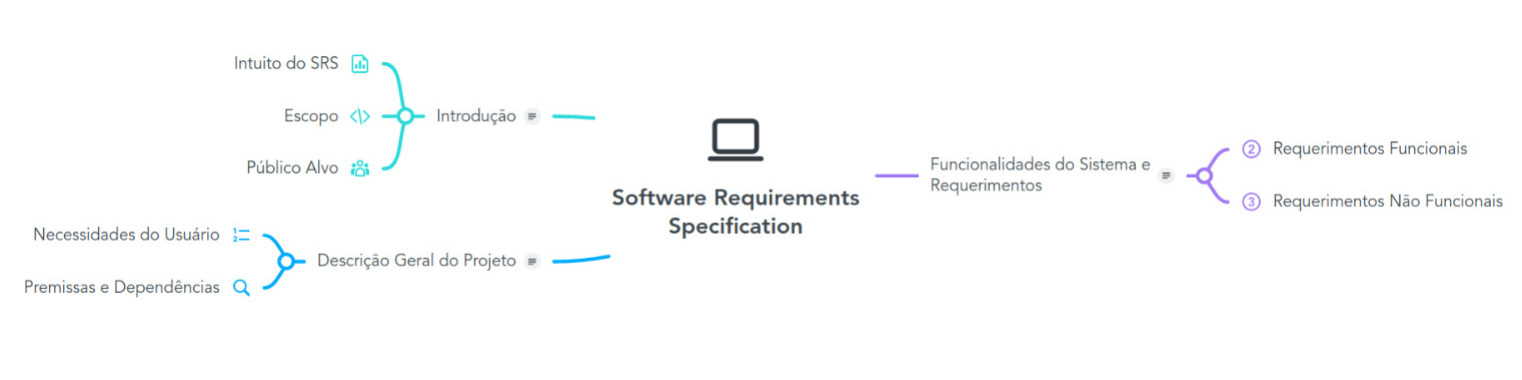 Software Requirements
Specification
Introdução
Intuito do SRS
Escopo
Público Alvo
Descrição Geral do Projeto
Necessidades do Usuário
Premissas e Dependências
Funcionalidades do Sistema e
Requerimentos
2 Requerimentos Funcionais
3 Requerimentos Não Funcionais